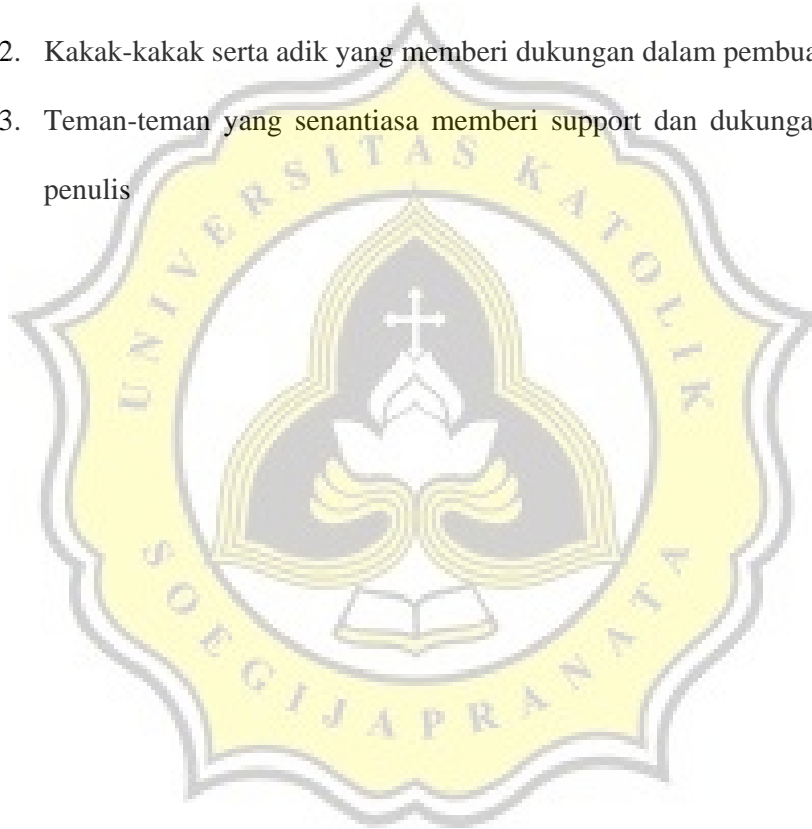 2. Kakak-kakak serta adik yang memberi dukungan dalam pembua
3. Teman-teman yang senantiasa memberi support dan dukunga
penulis
UNIVERSITAS KATOLIK
SOEGIJAPRANATA